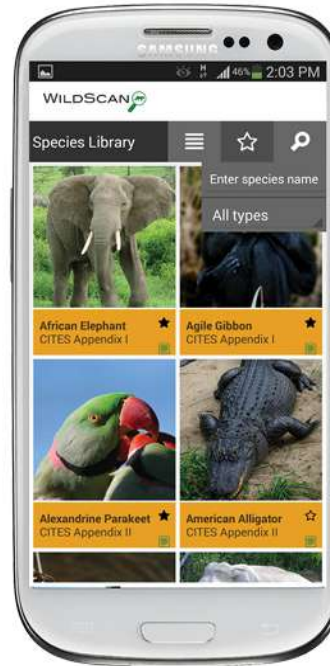 SAMSUNG
46% 2:03 PM
WILDSCAN
Species Library
Enter species name
All types
African Elephant
CITES Appendix I
Agile Gibbon
CITES Appendix I
Alexandrine Parakeet
CITES Appendix II
American Alligator
CITES Appendix II